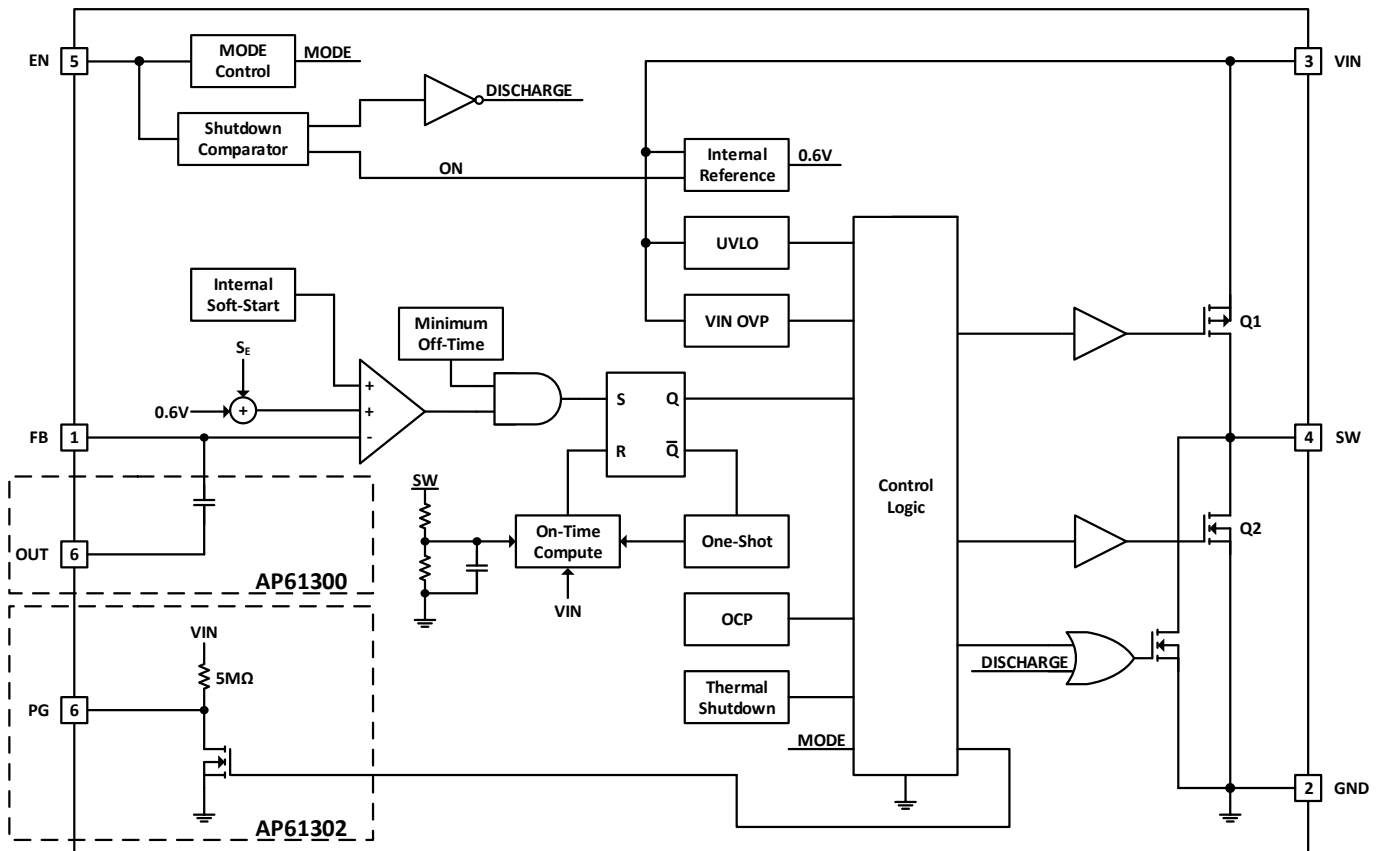 EN
5
MODE
Control
MODE
3
VIN
DISCHARGE
Shutdown
Comparator
ON
Internal
Reference
0.6V
UVLO
Internal
Soft-Start
VIN OVP
Minimum
Off-Time
Q1
SE
+
+
-
0.6V
+
S
Q
R
Q̅
FB
1
4
SW
SW
Control
Logic
On-Time
Compute
One-Shot
VIN
Q2
OUT
6
AP61300
OCP
VIN
5MΩ
PG
6
DISCHARGE
Thermal
Shutdown
MODE
2
GND
AP61302